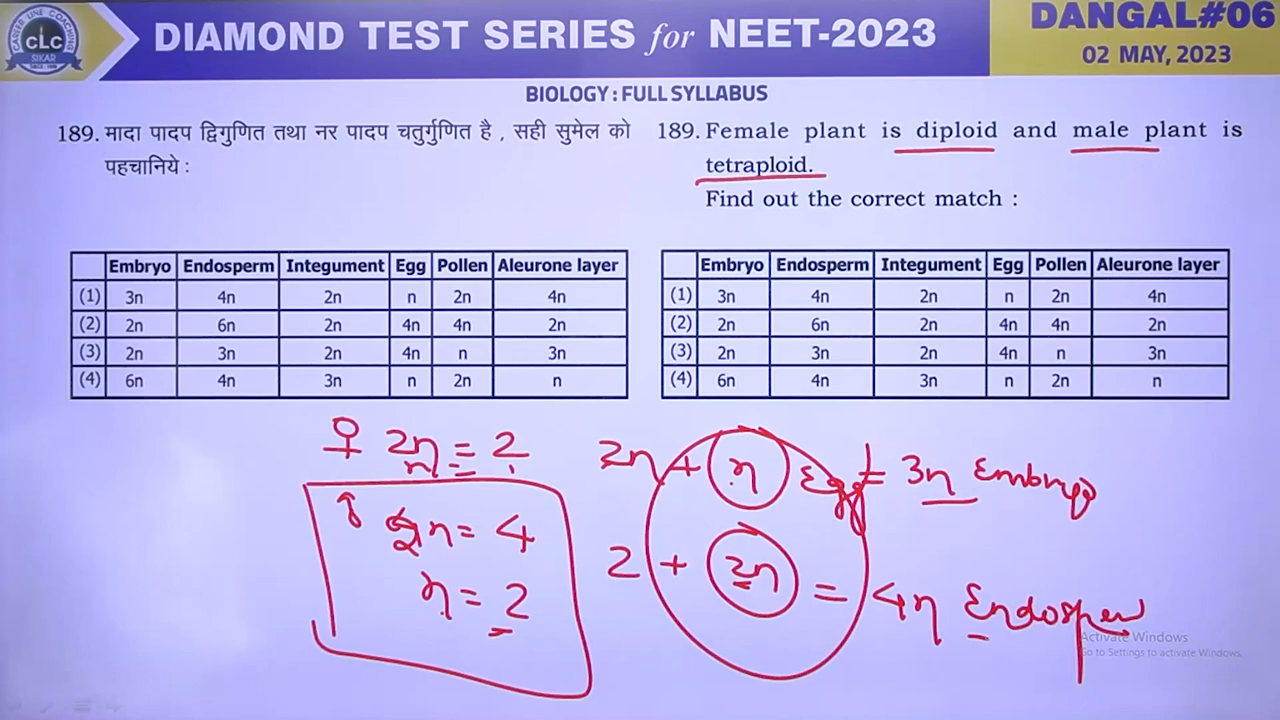 CAREER LINE COACHING
CLC
SIKAR
DIAMOND TEST SERIES for NEET-2023
DANGAL#06
02 MAY, 2023
BIOLOGY : FULL SYLLABUS
189. मादा पादप द्विगुणित तथा नर पादप चतुर्गुणित है , सही सुमेल को
पहचानिये :
Embryo Endosperm Integument Egg Pollen Aleurone layer
(1) 3n 4n 2n n 2n 4n
(2) 2n 6n 2n 4n 4n 2n
(3) 2n 3n 2n 4n n 3n
(4) 6n 4n 3n n 2n n
189. Female plant is diploid and male plant is
tetraploid.
Find out the correct match :
Embryo Endosperm Integument Egg Pollen Aleurone layer
(1) 3n 4n 2n n 2n 4n
(2) 2n 6n 2n 4n 4n 2n
(3) 2n 3n 2n 4n n 3n
(4) 6n 4n 3n n 2n n
♀ 2n = 2
2n = 4
n = 2
2n + n Egg = 3n Embryo
2 + 2n = 4n Endosper
Activate Windows
Go to Settings to activate Windows.